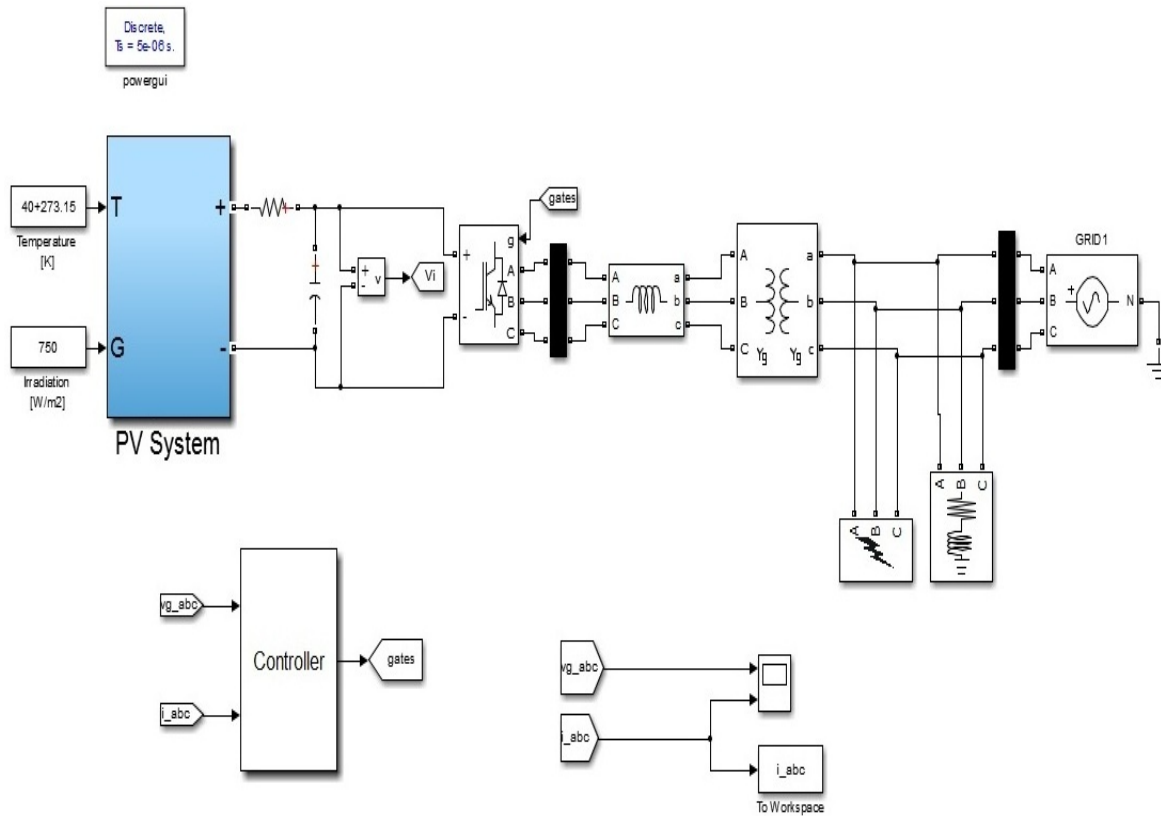 Discrete,
Ts = 5e-06 s.
powergui
40+273.15
Temperature
[K]
T
+
750
Irradiation
[W/m2]
G
-
PV System
+
-
v
Vi
gates
g
+
-
A
B
C
A
B
C
a
b
c
A
B
C
a
b
c
Yg
Yg
A
B
C
A
B
C
GRID1
A
B
C
+
N
vg_abc
i_abc
Controller
gates
vg_abc
i_abc
i_abc
To Workspace